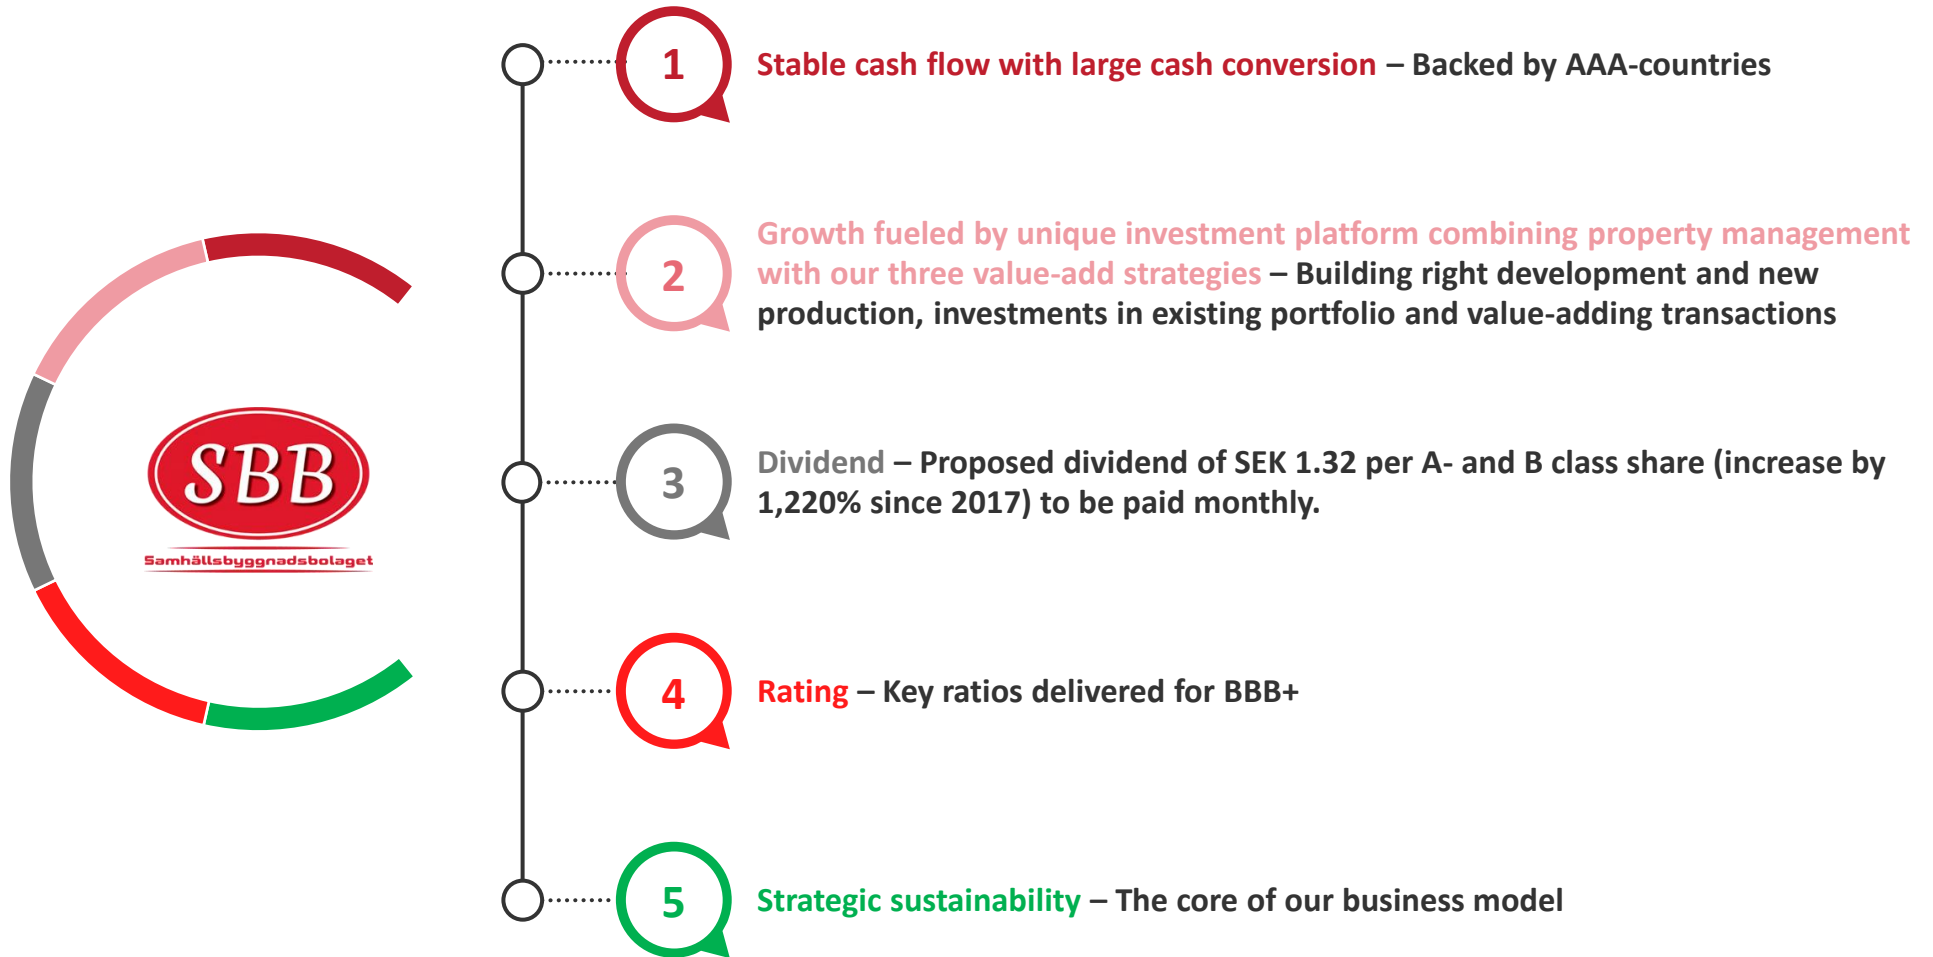 1
Stable cash flow with large cash conversion – Backed by AAA-countries
2
Growth fueled by unique investment platform combining property management
with our three value-add strategies – Building right development and new
production, investments in existing portfolio and value-adding transactions
SBB
Samhällsbyggnadsbolaget
3
Dividend – Proposed dividend of SEK 1.32 per A- and B class share (increase by
1,220% since 2017) to be paid monthly.
4
Rating – Key ratios delivered for BBB+
5
Strategic sustainability – The core of our business model